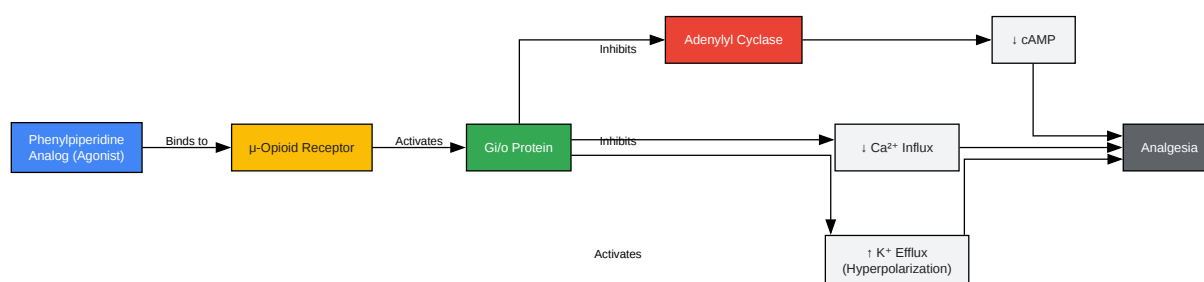 Phenylpiperidine
Analog (Agonist)
Binds to
μ-Opioid Receptor
Activates
Gi/o Protein
Inhibits
Adenylyl Cyclase
↓ cAMP
Inhibits
↓ Ca²⁺ Influx
Activates
↑ K⁺ Efflux
(Hyperpolarization)
Analgesia